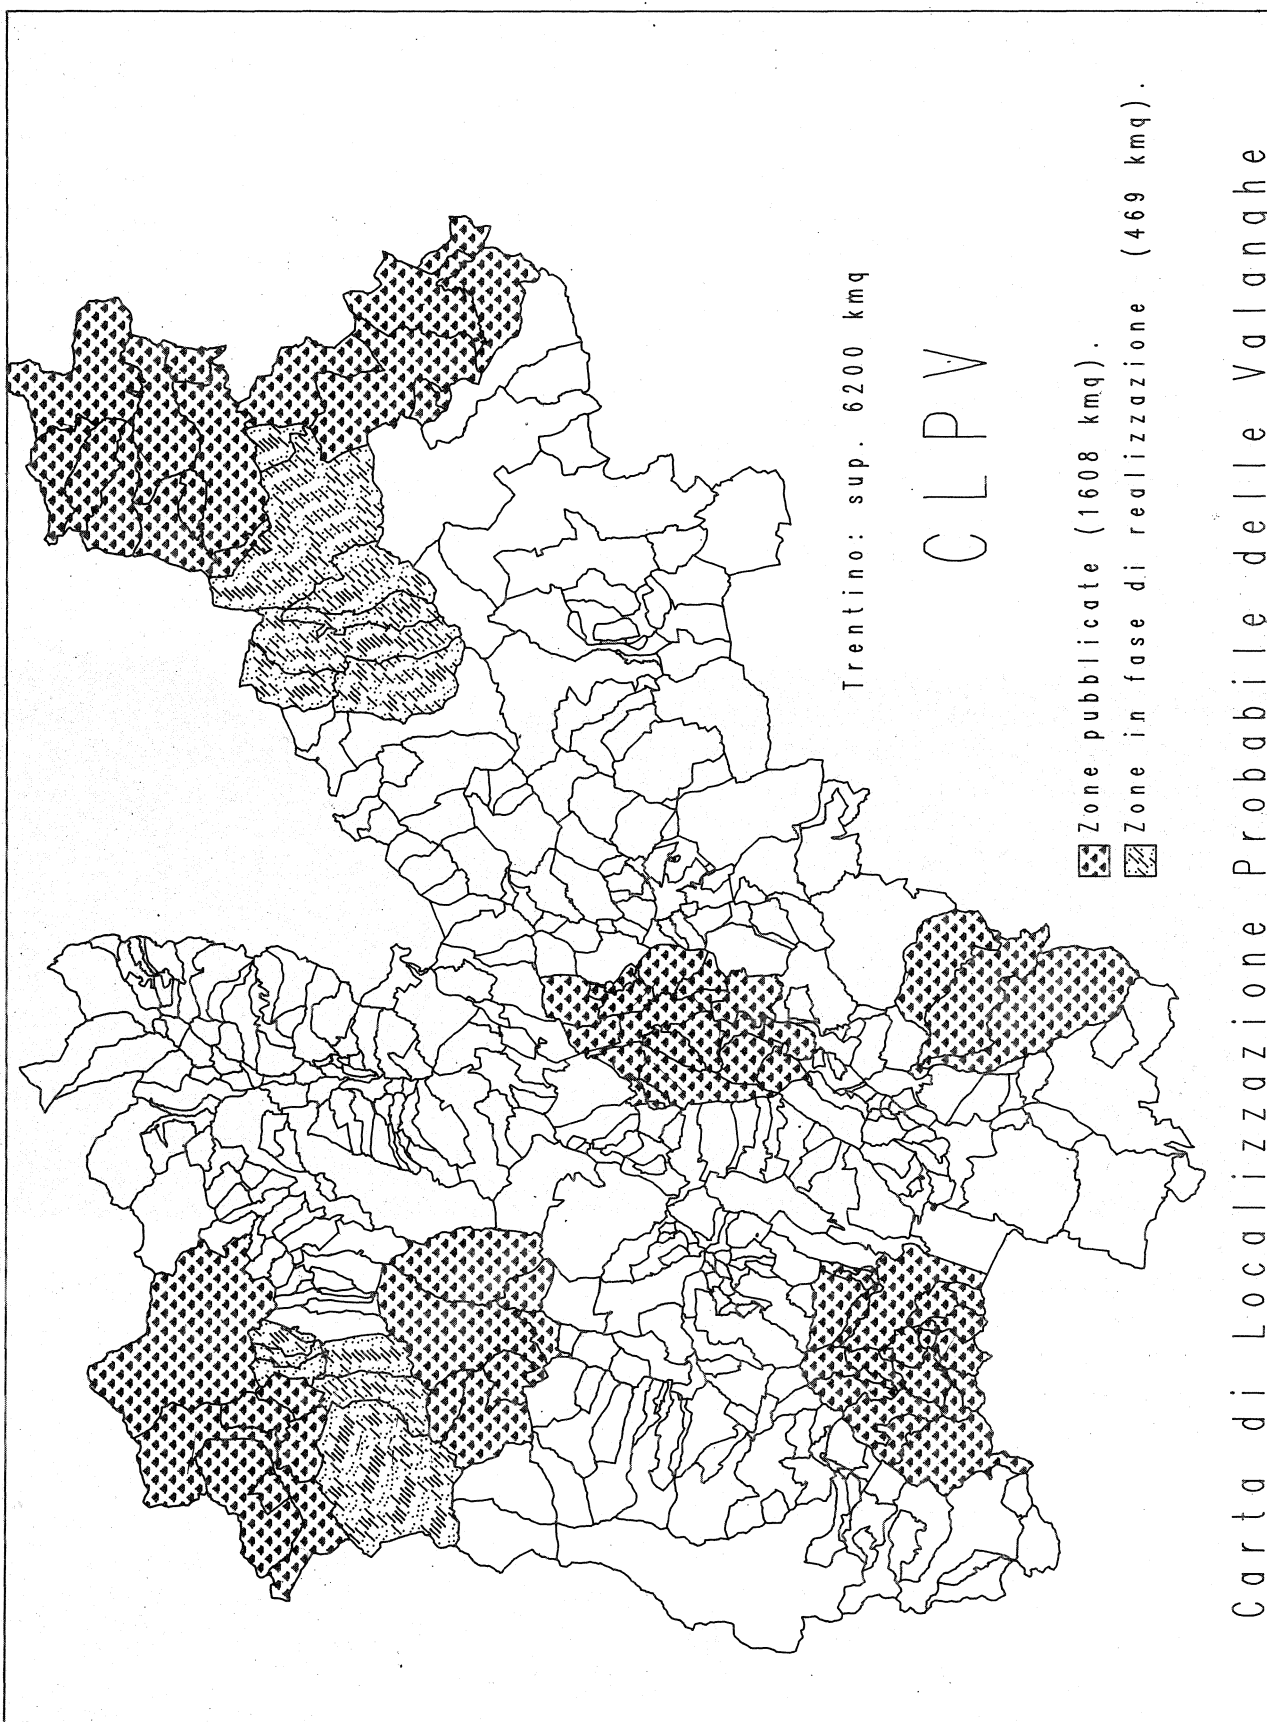 Trentino: sup. 6200 kmq
CLPV
Zone pubblicate (1608 kmq).
Zone in fase di realizzazione (469 kmq).
Carta di Localizzazione Probabile delle Valanghe